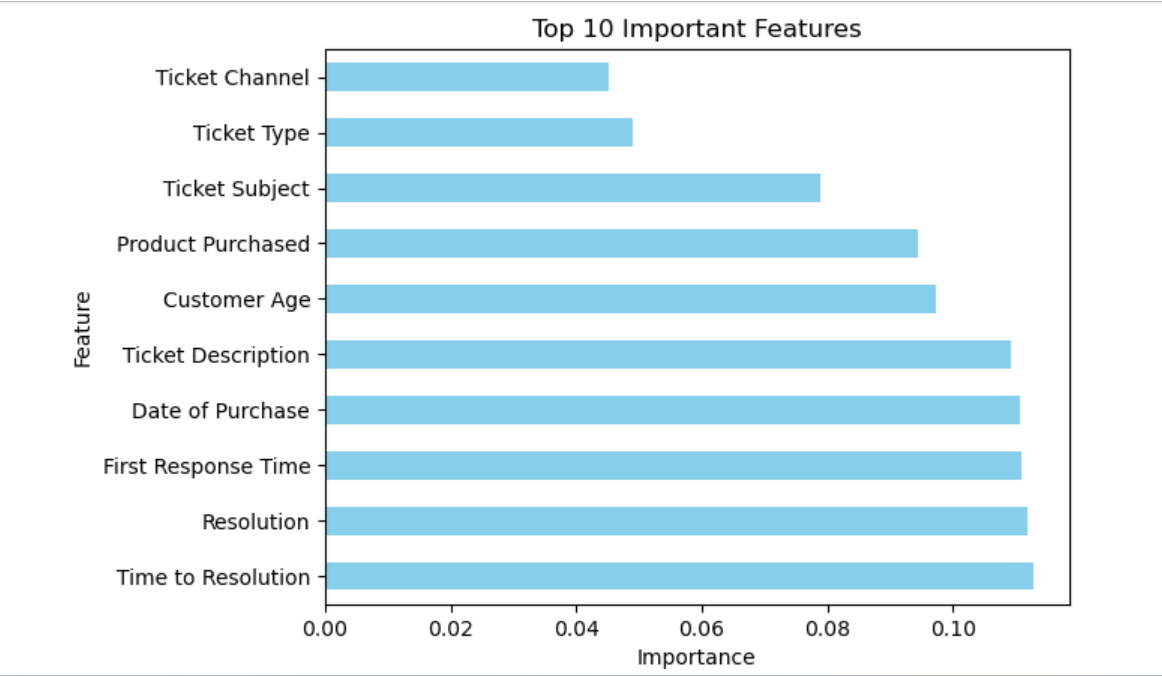 Top 10 Important Features
Ticket Channel
Ticket Type
Ticket Subject
Product Purchased
Customer Age
Ticket Description
Date of Purchase
First Response Time
Resolution
Time to Resolution
Feature
0.00 0.02 0.04 0.06 0.08 0.10
Importance